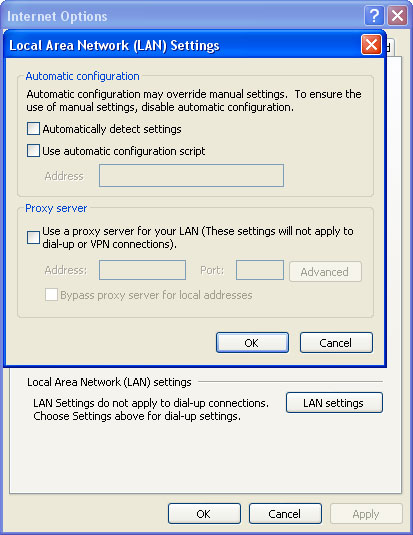 Internet Options
Local Area Network (LAN) Settings
Automatic configuration
Automatic configuration may override manual settings. To ensure the
use of manual settings, disable automatic configuration.
Automatically detect settings
Use automatic configuration script
Address
Proxy server
Use a proxy server for your LAN (These settings will not apply to
dial-up or VPN connections).
Address:
Port:
Advanced
Bypass proxy server for local addresses
OK
Cancel
Local Area Network (LAN) settings
LAN Settings do not apply to dial-up connections.
Choose Settings above for dial-up settings.
LAN settings
OK
Cancel
Apply